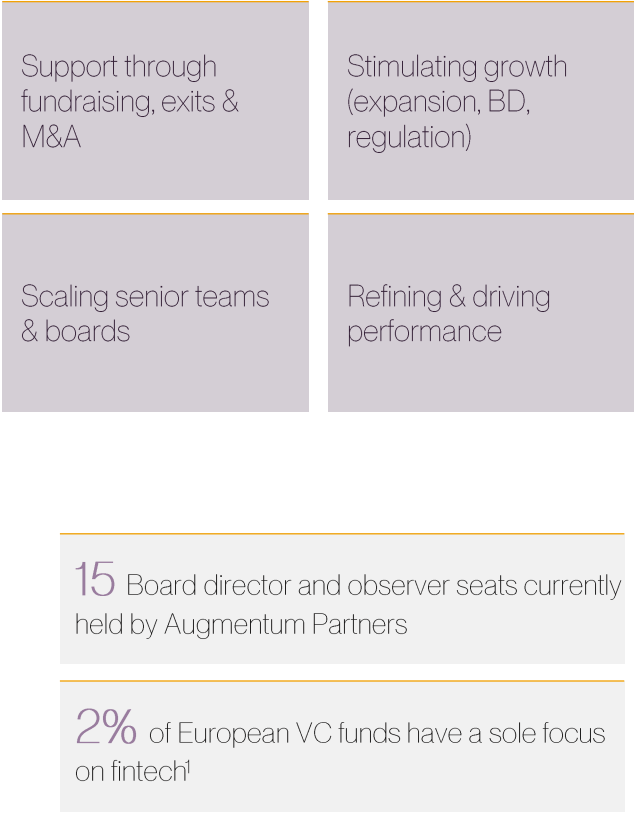 Support through
fundraising, exits &
M&A
Stimulating growth
(expansion, BD,
regulation)
Scaling senior teams
& boards
Refining & driving
performance
15 Board director and observer seats currently
held by Augmentum Partners
2% of European VC funds have a sole focus
on fintech¹